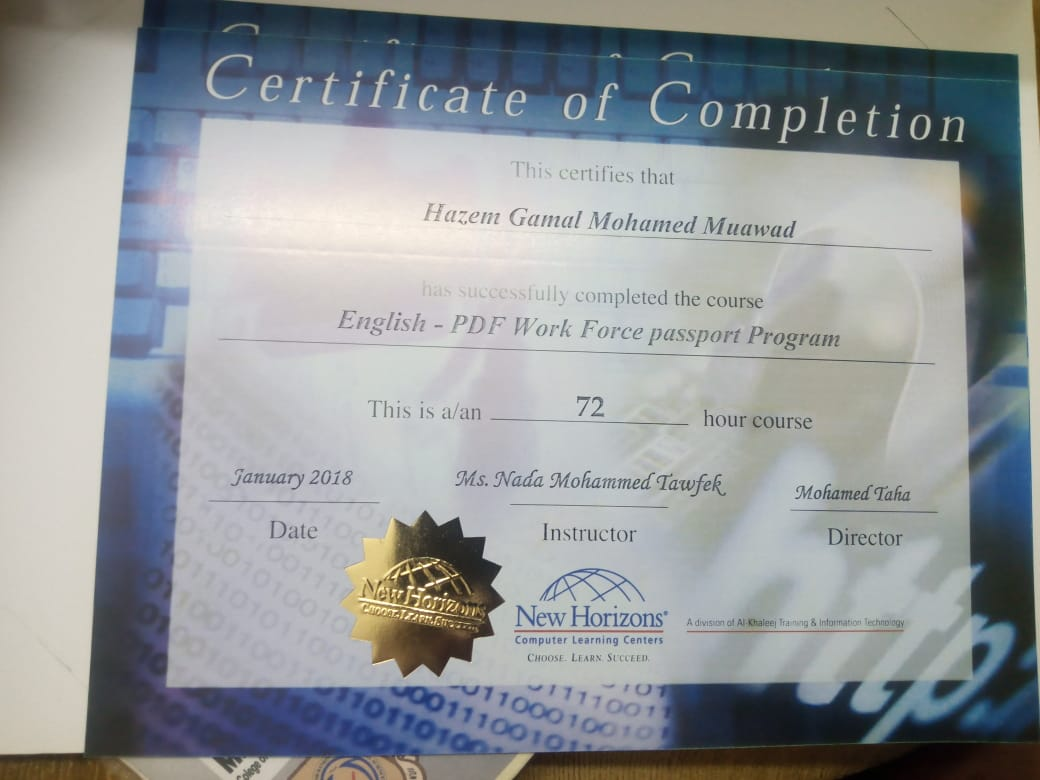 Certificate of Completion
This certifies that
Hazem Gamal Mohamed Muawad
has successfully completed the course
English - PDF Work Force passport Program
This is a/an 72 hour course
January 2018
Ms. Nada Mohammed Tawfek
Mohamed Taha
Date
Instructor
Director
New Horizons
Choose. Learn. Succeed.
New Horizons®
Computer Learning Centers
CHOOSE. LEARN. SUCCEED.
A division of Al-Khaleej Training & Information Technology
http: